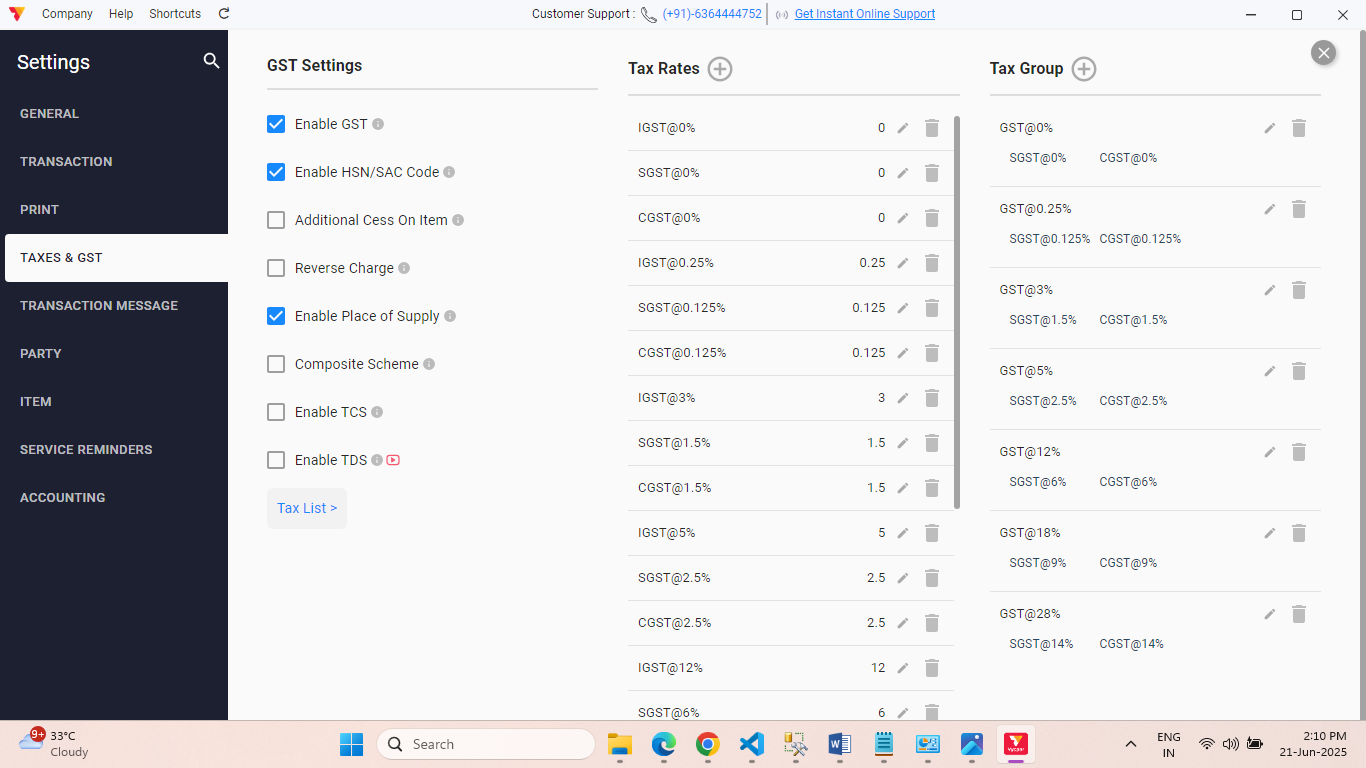 Company Help Shortcuts
Customer Support : (+91)-6364444752 Get Instant Online Support
Settings
GENERAL
TRANSACTION
PRINT
TAXES & GST
TRANSACTION MESSAGE
PARTY
ITEM
SERVICE REMINDERS
ACCOUNTING
GST Settings
Enable GST
Enable HSN/SAC Code
Additional Cess On Item
Reverse Charge
Enable Place of Supply
Composite Scheme
Enable TCS
Enable TDS
Tax List >
Tax Rates
IGST@0% 0
SGST@0% 0
CGST@0% 0
IGST@0.25% 0.25
SGST@0.125% 0.125
CGST@0.125% 0.125
IGST@3% 3
SGST@1.5% 1.5
CGST@1.5% 1.5
IGST@5% 5
SGST@2.5% 2.5
CGST@2.5% 2.5
IGST@12% 12
SGST@6% 6
Tax Group
GST@0%
SGST@0% CGST@0%
GST@0.25%
SGST@0.125% CGST@0.125%
GST@3%
SGST@1.5% CGST@1.5%
GST@5%
SGST@2.5% CGST@2.5%
GST@12%
SGST@6% CGST@6%
GST@18%
SGST@9% CGST@9%
GST@28%
SGST@14% CGST@14%
9+
33°C
Cloudy
Search
Vyapar
ENG
IN
2:10 PM
21-Jun-2025